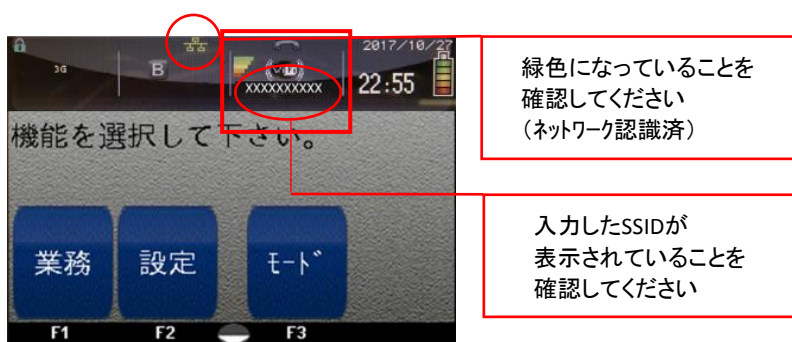 2017/10/27
3G
B
XXXXXXXXXX
22:55
機能を選択して下さい。
業務
設定
ﾓｰﾄﾞ
F1
F2
F3
緑色になっていることを
確認してください
（ﾈｯﾄﾜｰｸ認識済）
入力したSSIDが
表示されていることを
確認してください